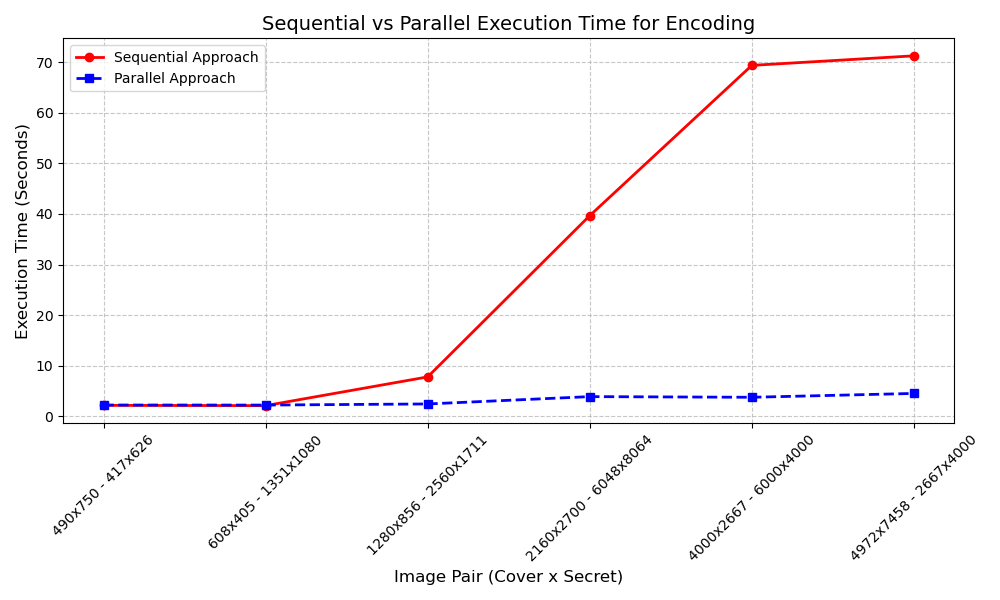 Sequential vs Parallel Execution Time for Encoding
Sequential Approach
Parallel Approach
Execution Time (Seconds)
70
60
50
40
30
20
10
0
490x750 - 417x626
608x405 - 1351x1080
1280x856 - 2560x1711
2160x2700 - 6048x8064
4000x2667 - 6000x4000
4972x7458 - 2667x4000
Image Pair (Cover x Secret)